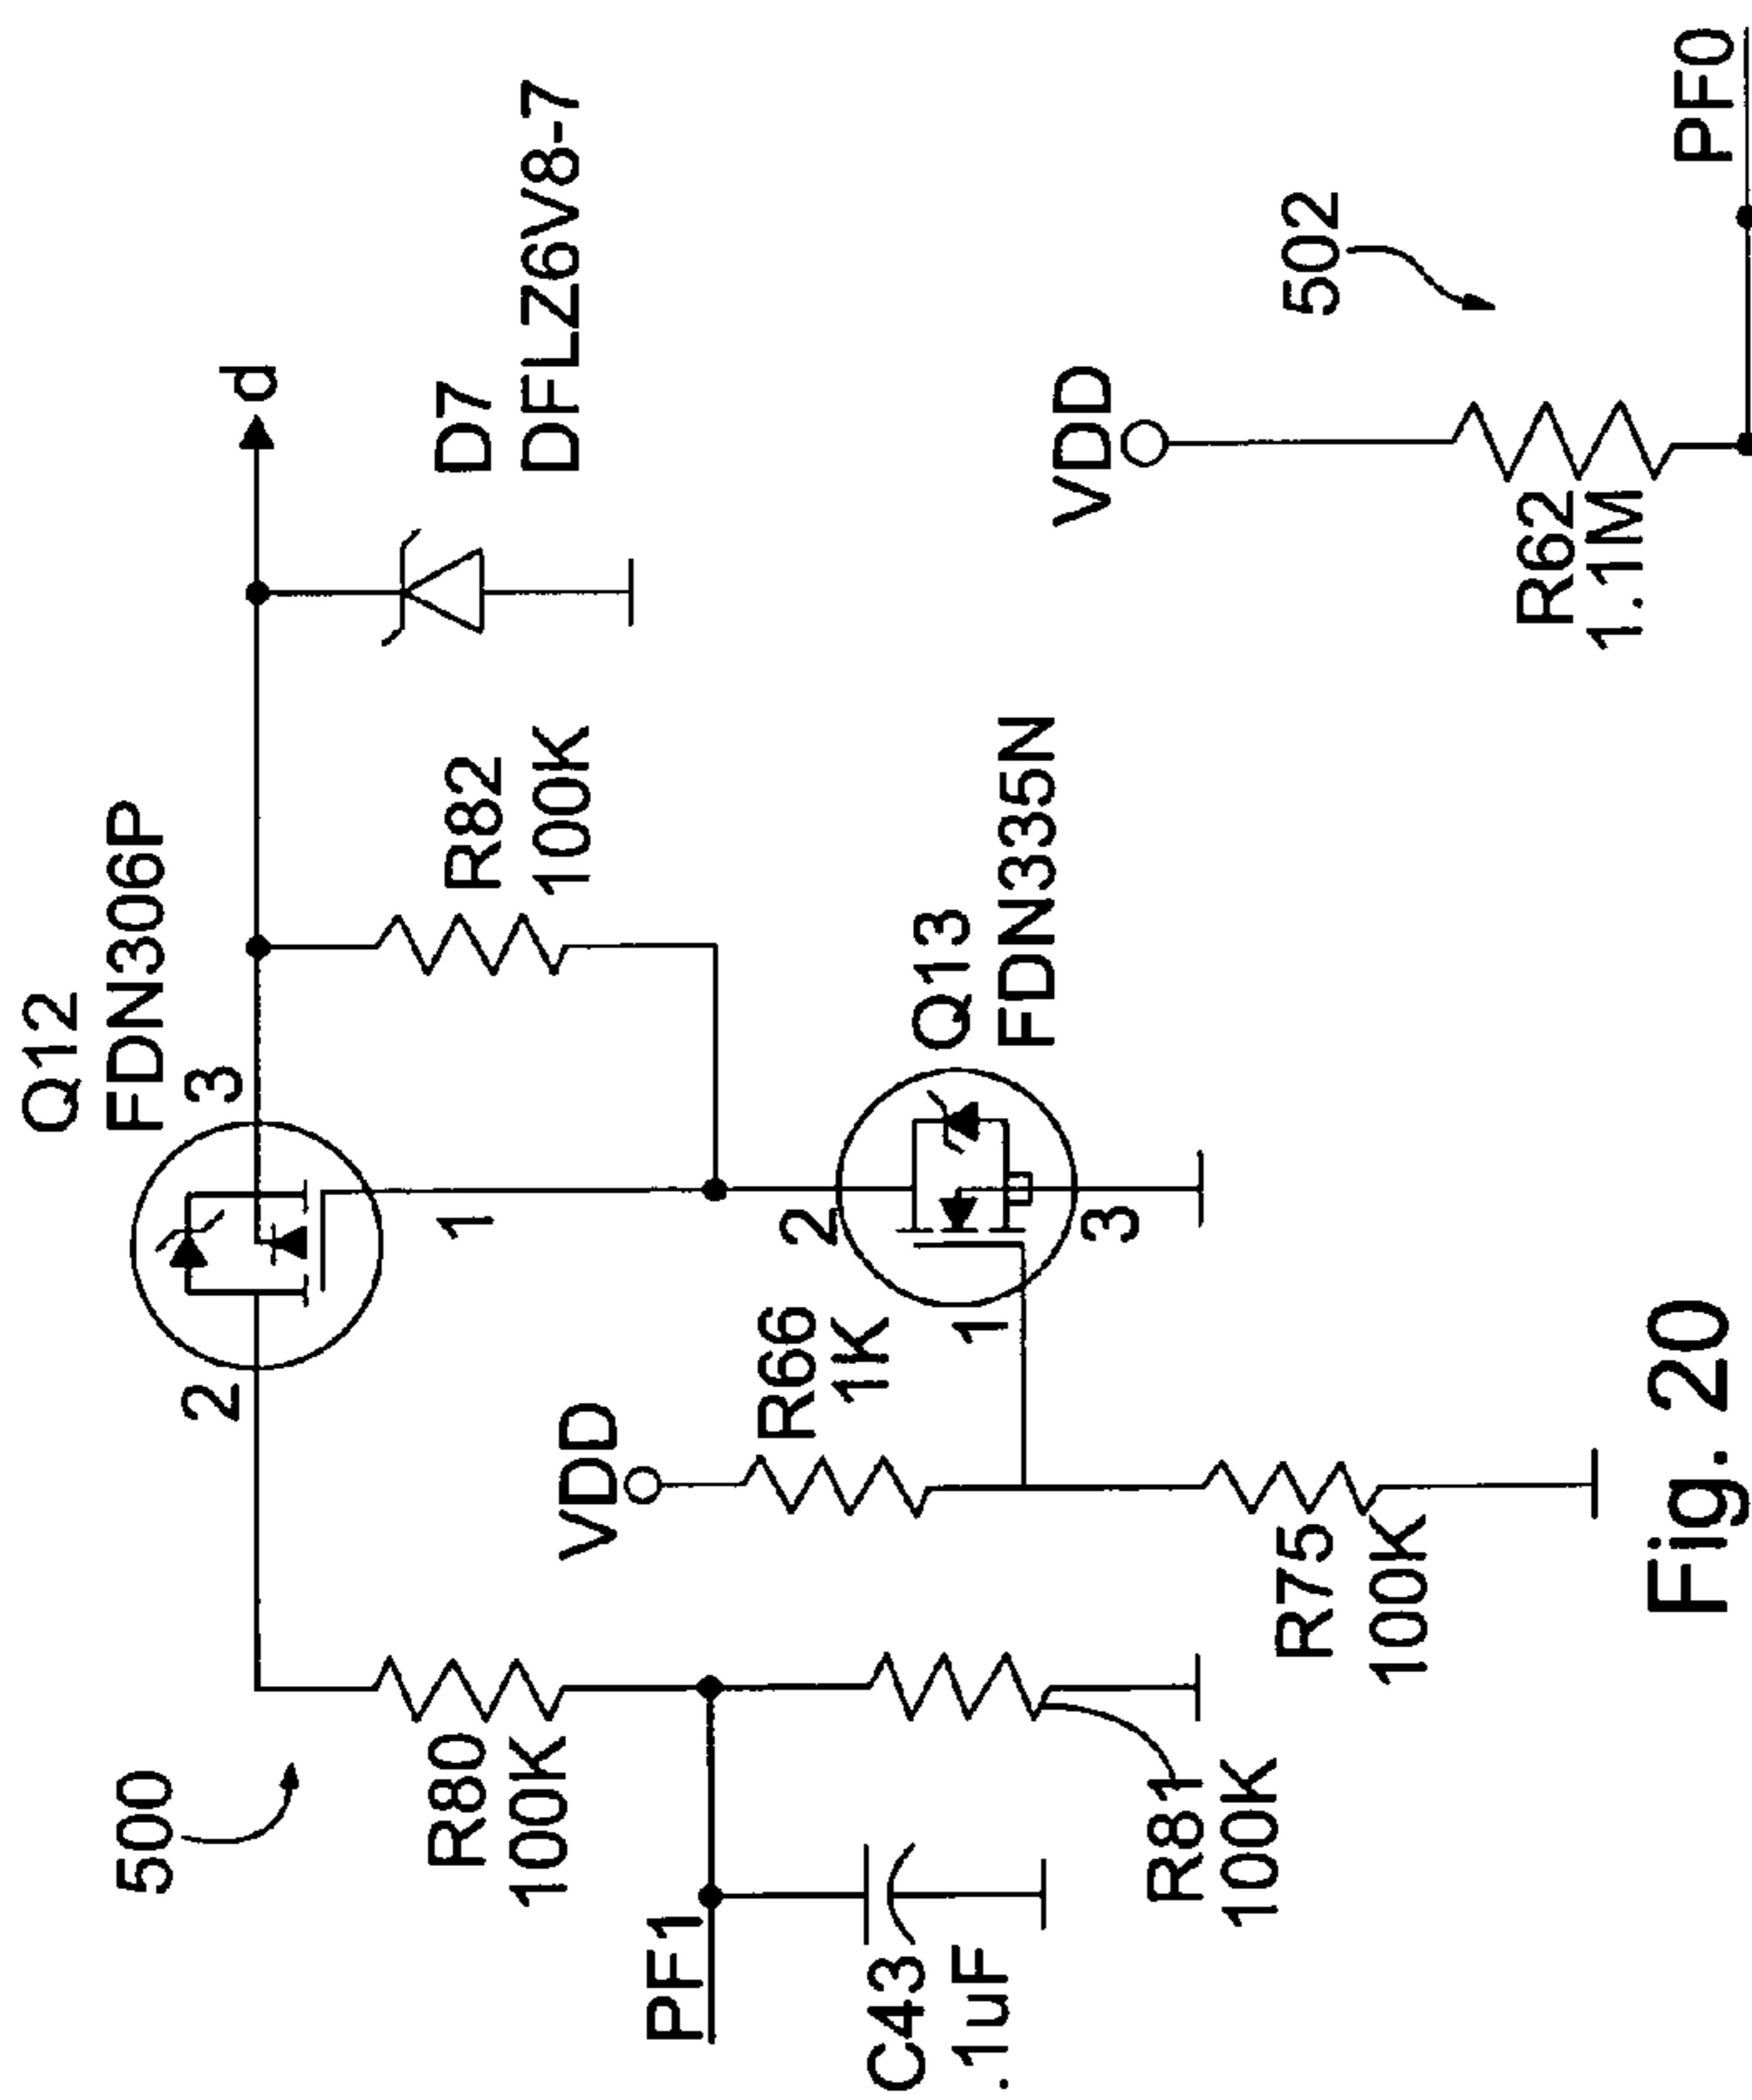 Q12
FDN306P
3
2
1
d
D7
DFLZ6V8-7
R82
100K
500
R80
100K
PF1
C43
.1uF
R81
100K
VDD
R66
1K
R75
100K
2
1
3
Q13
FDN335N
VDD
502
R62
1.1M
PF0
Fig. 20